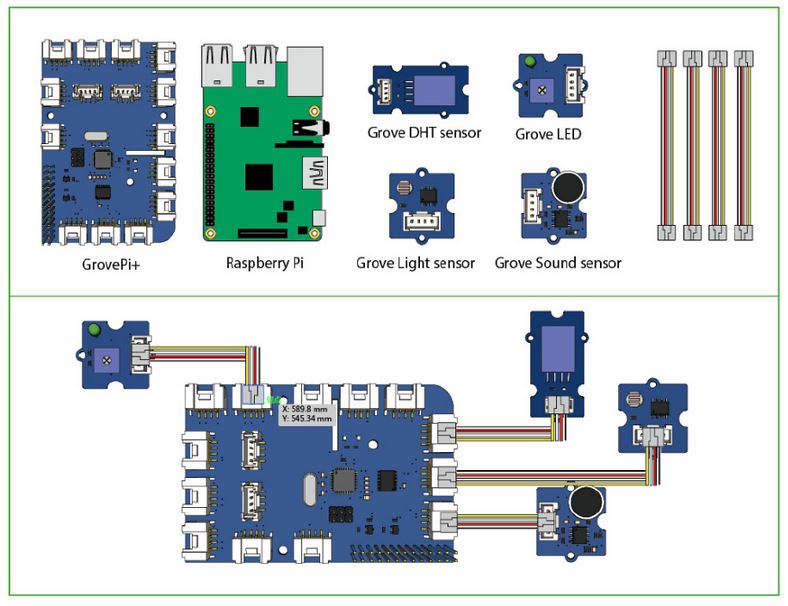 Grove DHT sensor
Grove LED
GrovePi+
Raspberry Pi
Grove Light sensor
Grove Sound sensor
X: 589.8 mm
Y: 545.34 mm